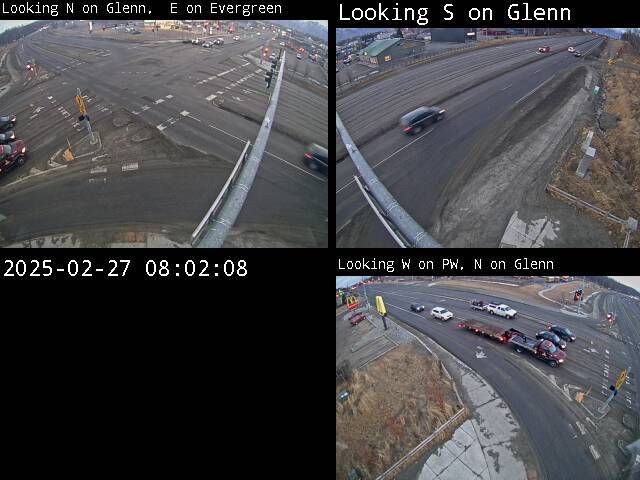 Looking N on Glenn,  E on Evergreen
Looking S on Glenn
2025-02-27 08:02:08
Looking W on PW, N on Glenn